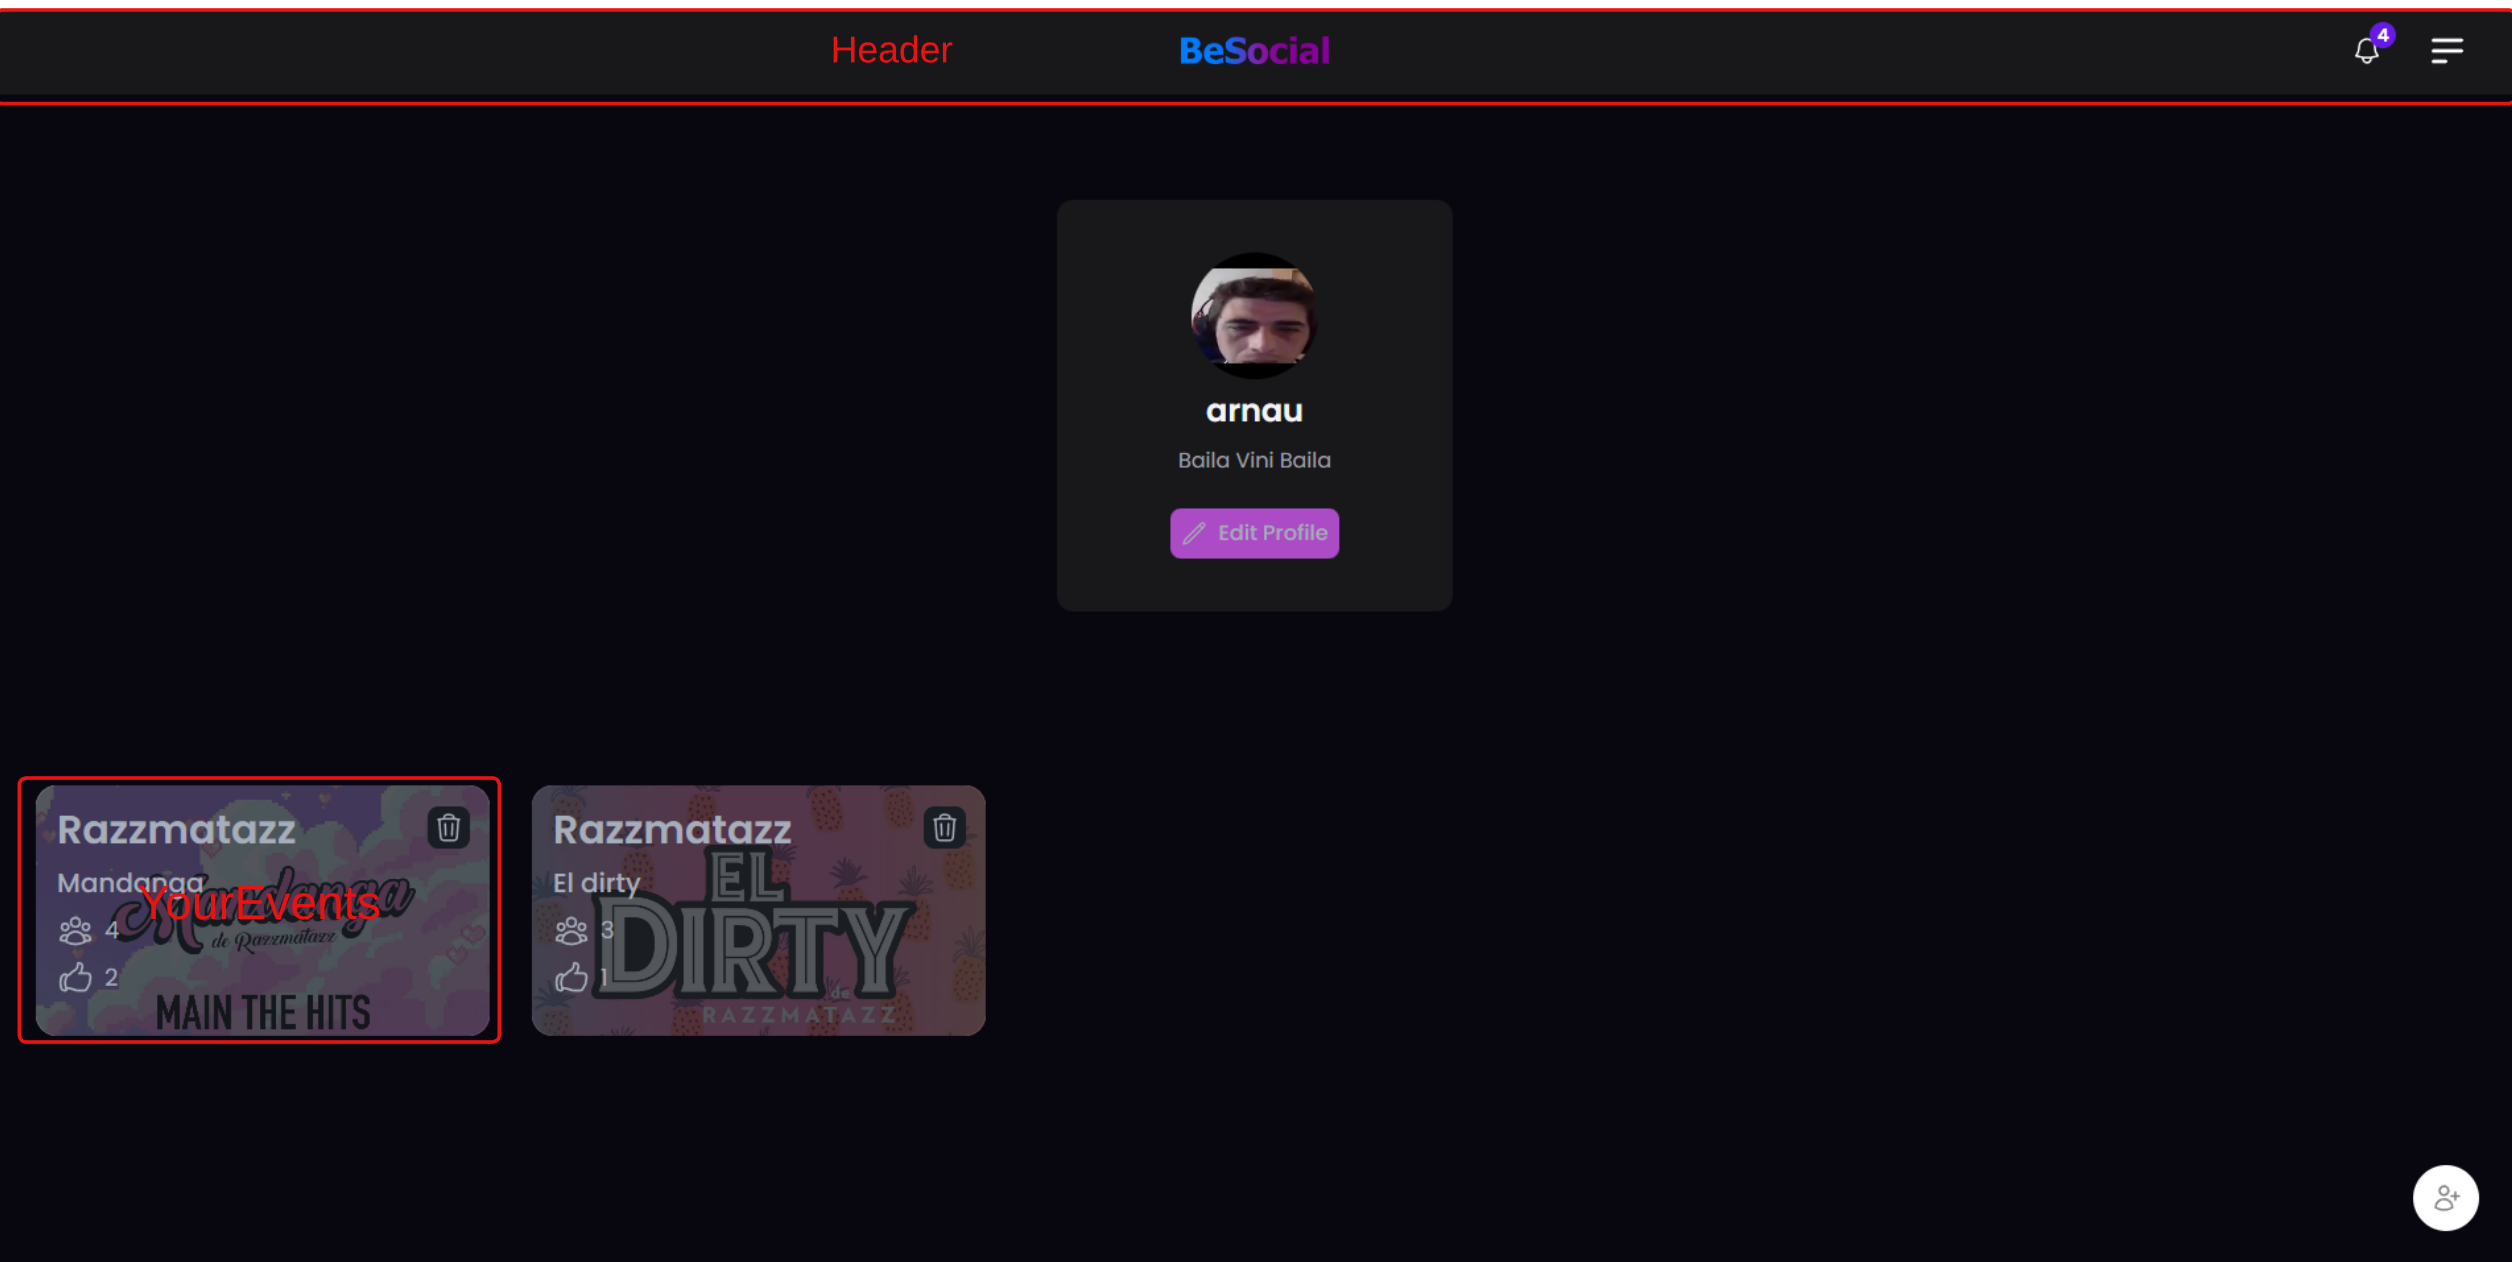 Header
BeSocial
4
arnau
Baila Vini Baila
Edit Profile
Razzmatazz
Mandanga
YourEvents
Mandanga
de Razzmatazz
4
2
MAIN THE HITS
Razzmatazz
El dirty
3
1
EL
DIRTY
de
RAZZMATAZZ